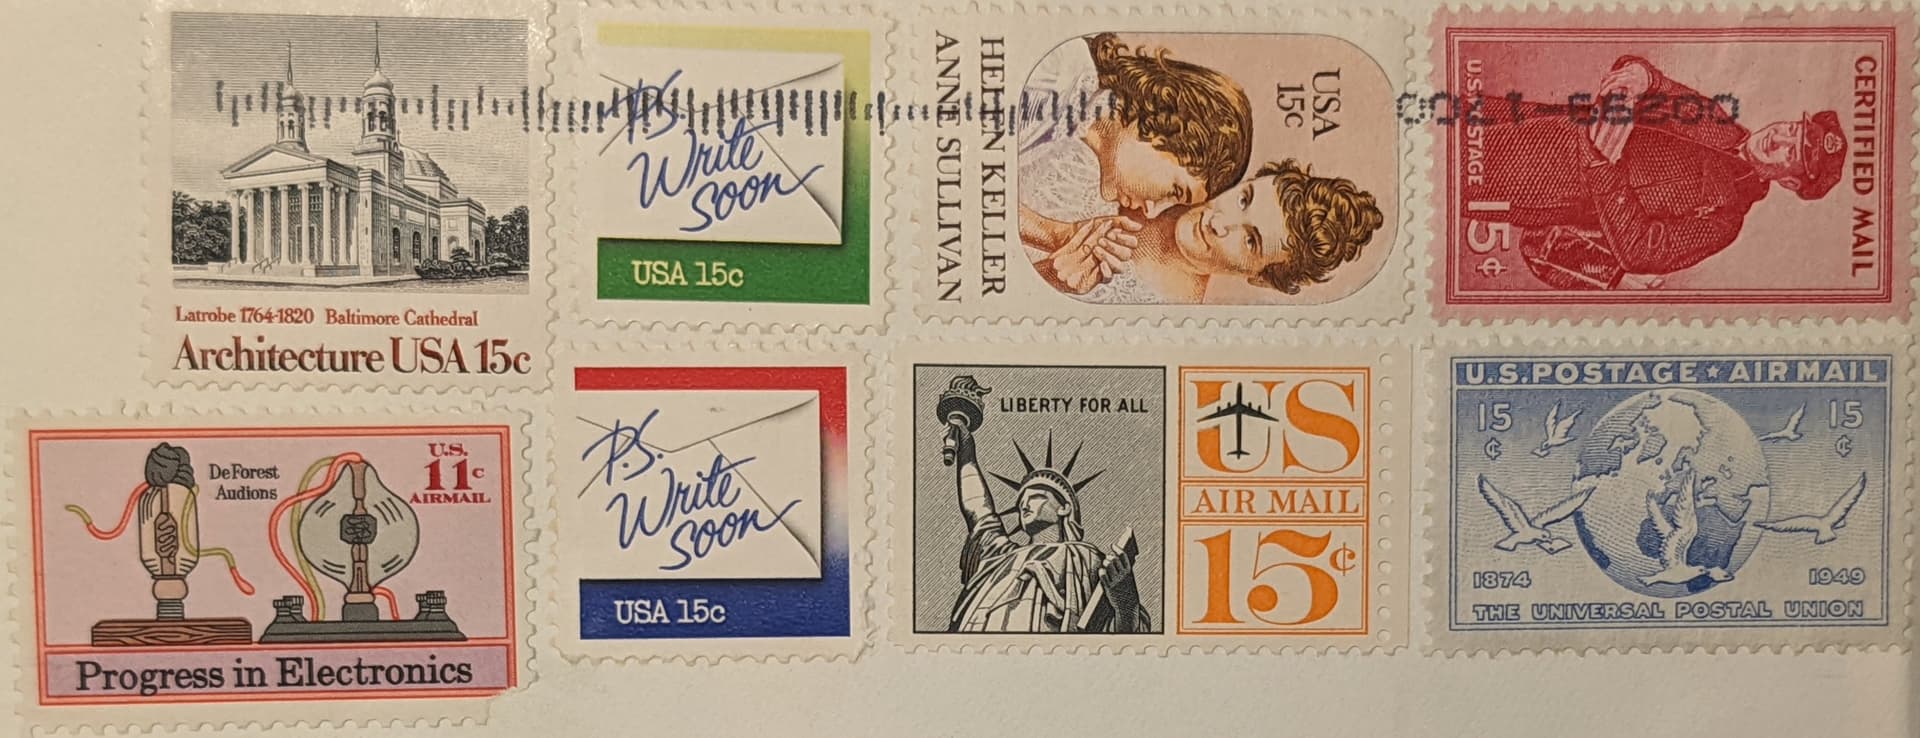 Latrobe 1764-1820 Baltimore Cathedral
Architecture USA 15c
P.S.
Write
soon
USA 15c
HELEN KELLER
ANNE SULLIVAN
USA
15c
CERTIFIED MAIL
U.S. POSTAGE 15¢
De Forest
Audions
U.S.
11c
AIRMAIL
Progress in Electronics
P.S.
Write
soon
USA 15c
LIBERTY FOR ALL
US
AIR MAIL
15¢
U.S. POSTAGE ★ AIR MAIL
15
¢
15
¢
1874
1949
THE UNIVERSAL POSTAL UNION